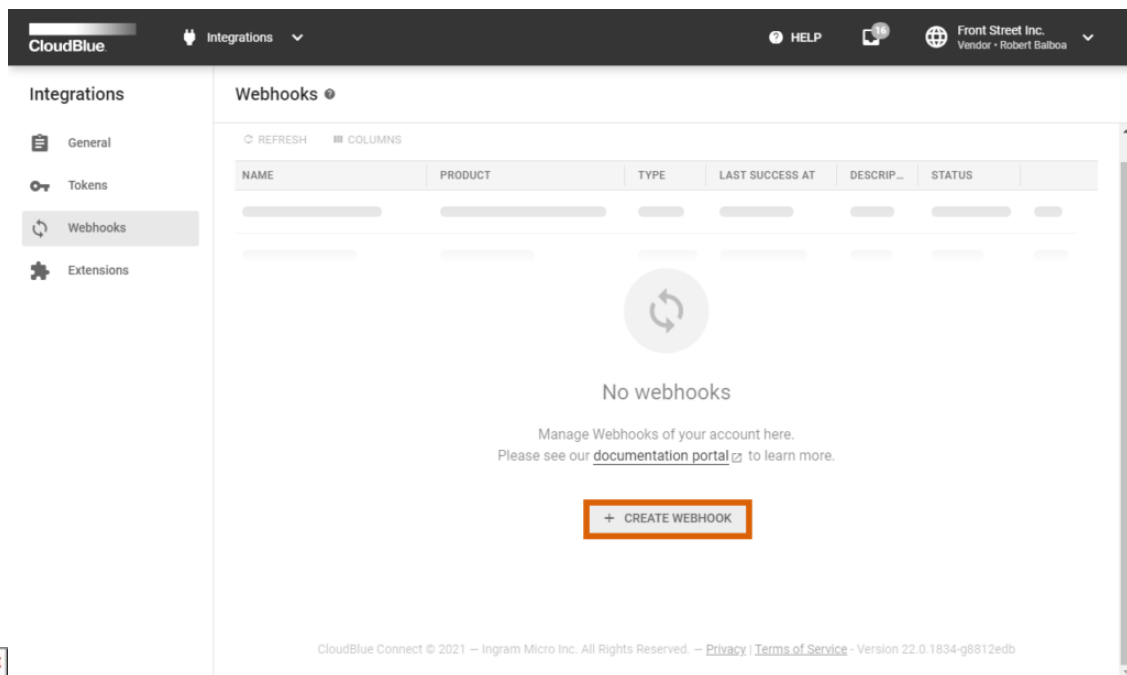 CloudBlue.
Integrations
HELP
16
Front Street Inc.
Vendor • Robert Balboa
Integrations
General
Tokens
Webhooks
Extensions
Webhooks
REFRESH COLUMNS
NAME PRODUCT TYPE LAST SUCCESS AT DESCRIP... STATUS
No webhooks
Manage Webhooks of your account here.
Please see our documentation portal to learn more.
+ CREATE WEBHOOK
CloudBlue Connect © 2021 — Ingram Micro Inc. All Rights Reserved. — Privacy | Terms of Service - Version 22.0.1834-g8812edb